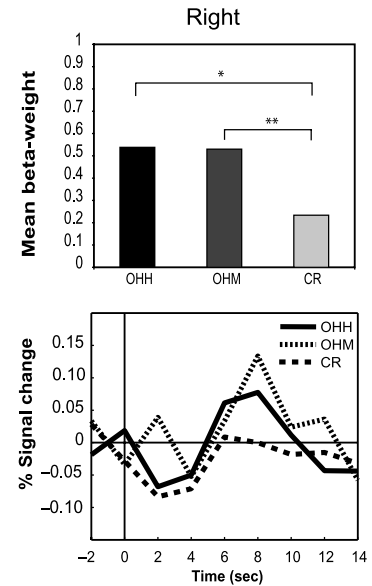 Right
Mean beta-weight
1
0.9
0.8
0.7
0.6
0.5
0.4
0.3
0.2
0.1
0
*
**
OHH OHM CR
% Signal change
0.15
0.10
0.05
0
−0.05
−0.10
OHH
OHM
CR
−2 0 2 4 6 8 10 12 14
Time (sec)